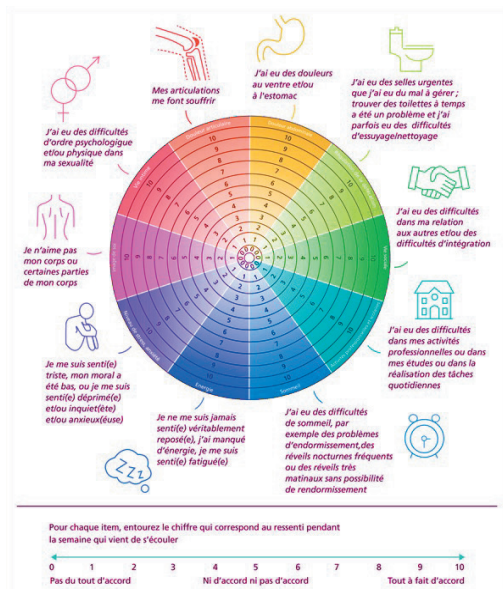 Mes articulations
me font souffrir
J'ai eu des douleurs
au ventre et/ou
à l'estomac
J'ai eu des selles urgentes
que j'ai eu du mal à gérer ;
trouver des toilettes à temps
a été un problème et j'ai
parfois eu des difficultés
d'essuyage/nettoyage
J'ai eu des difficultés
d'ordre psychologique
et/ou physique dans
ma sexualité
J'ai eu des difficultés
dans ma relation
aux autres et/ou des
difficultés d'intégration
Je n'aime pas
mon corps ou
certaines parties
de mon corps
J'ai eu des difficultés
dans mes activités
professionnelles ou dans
mes études ou dans la
réalisation des tâches
quotidiennes
Je me suis senti(e)
triste, mon moral a
été bas, ou je me suis
senti(e) déprimé(e)
et/ou inquiet(ète)
et/ou anxieux(éuse)
Je ne me suis jamais
senti(e) véritablement
reposé(e), j'ai manqué
d'énergie, je me suis
senti(e) fatigué(e)
J'ai eu des difficultés
de sommeil, par
exemple des problèmes
d'endormissement,des
réveils nocturnes fréquents
ou des réveils très
matinaux sans possibilité
de rendormissement
Energie
Sommeil
Pour chaque item, entourez le chiffre qui correspond au ressenti pendant
la semaine qui vient de s'écouler
0 1 2 3 4 5 6 7 8 9 10
Pas du tout d'accord Ni d'accord ni pas d'accord Tout à fait d'accord